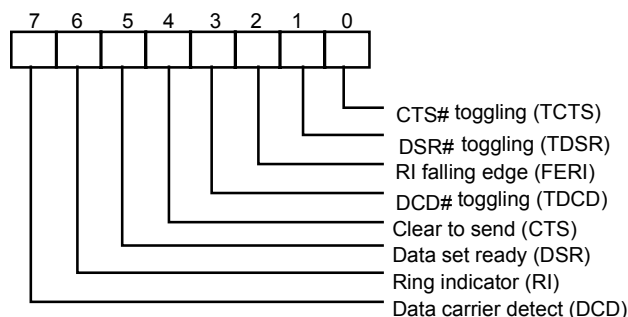 7 6 5 4 3 2 1 0
CTS# toggling (TCTS)
DSR# toggling (TDSR)
RI falling edge (FERI)
DCD# toggling (TDCD)
Clear to send (CTS)
Data set ready (DSR)
Ring indicator (RI)
Data carrier detect (DCD)